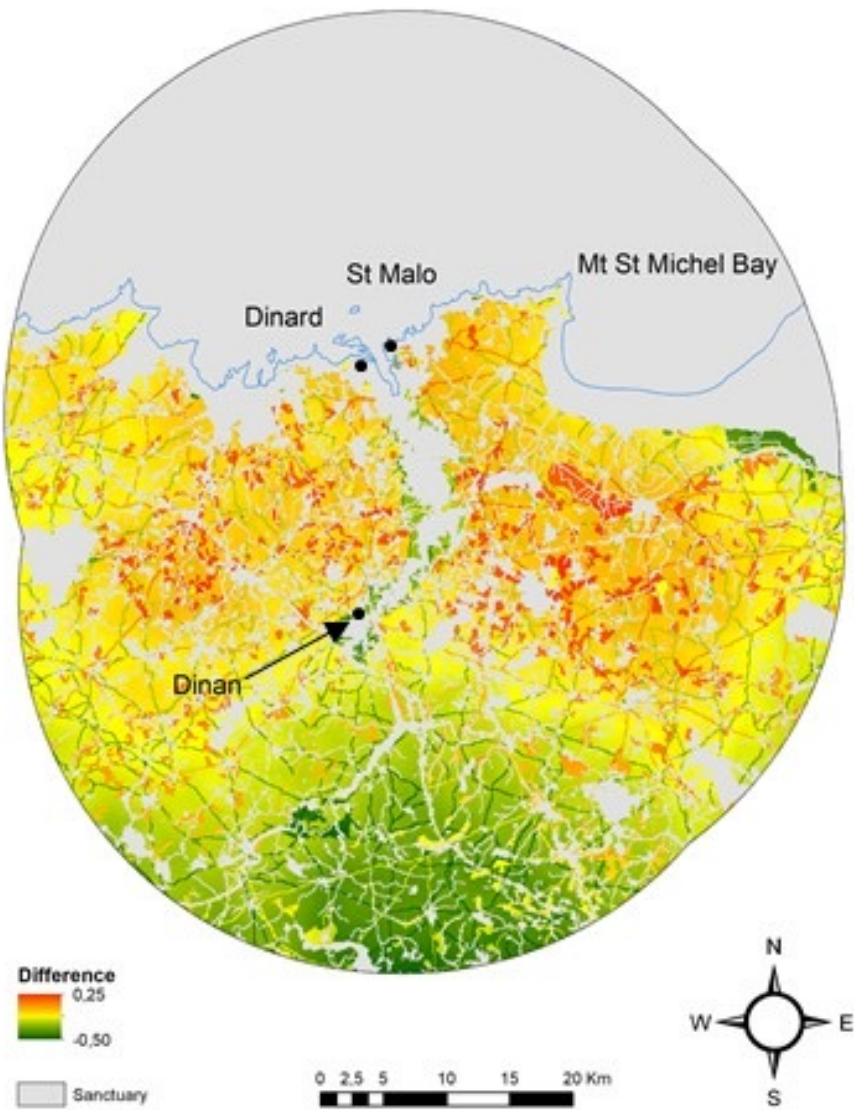 St Malo
Mt St Michel Bay
Dinard
Dinan
Difference
0,25
-0,50
Sanctuary
0 2,5 5 10 15 20 Km
N
W E
S